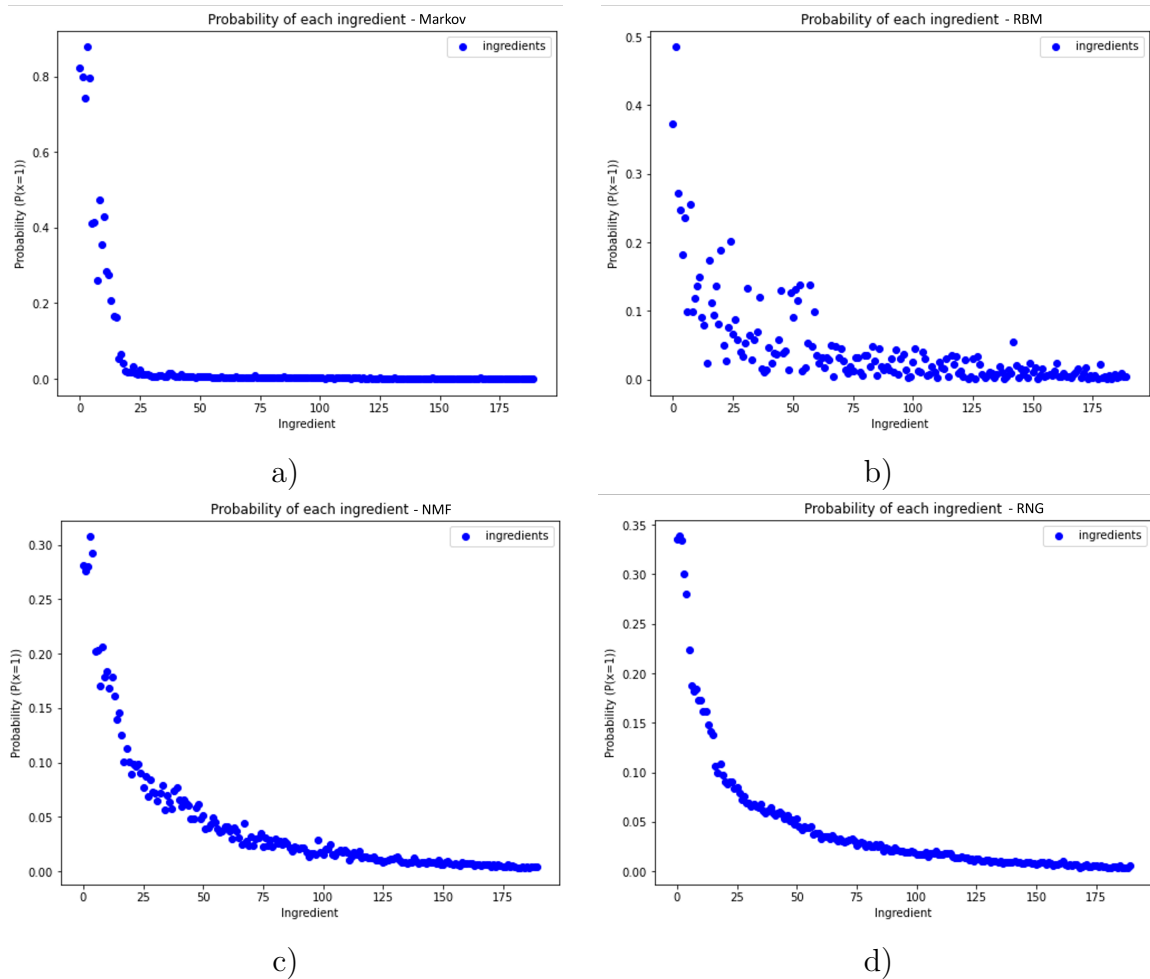 Probability of each ingredient - Markov
ingredients
Probability (P(x=1))
0.8
0.6
0.4
0.2
0.0
0 25 50 75 100 125 150 175
Ingredient
a)
Probability of each ingredient - RBM
ingredients
Probability (P(x=1))
0.5
0.4
0.3
0.2
0.1
0.0
0 25 50 75 100 125 150 175
Ingredient
b)
Probability of each ingredient - NMF
ingredients
Probability (P(x=1))
0.30
0.25
0.20
0.15
0.10
0.05
0.00
0 25 50 75 100 125 150 175
Ingredient
c)
Probability of each ingredient - RNG
ingredients
Probability (P(x=1))
0.35
0.30
0.25
0.20
0.15
0.10
0.05
0.00
0 25 50 75 100 125 150 175
Ingredient
d)